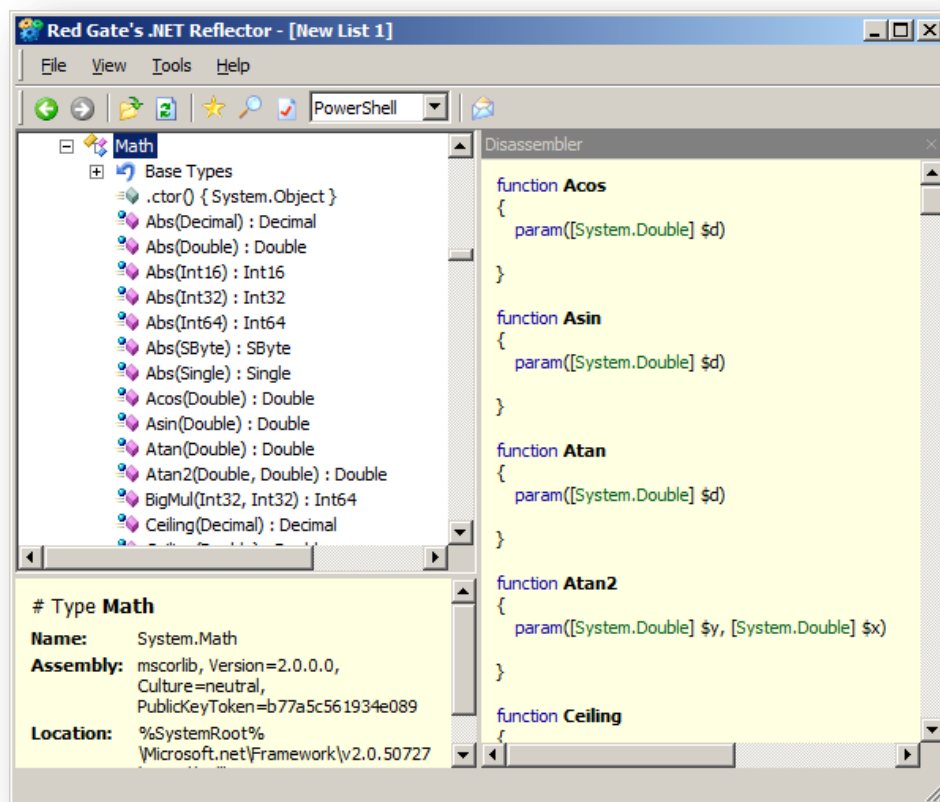 Red Gate's .NET Reflector - [New List 1]
File View Tools Help
PowerShell
Math
Base Types
.ctor() { System.Object }
Abs(Decimal) : Decimal
Abs(Double) : Double
Abs(Int16) : Int16
Abs(Int32) : Int32
Abs(Int64) : Int64
Abs(SByte) : SByte
Abs(Single) : Single
Acos(Double) : Double
Asin(Double) : Double
Atan(Double) : Double
Atan2(Double, Double) : Double
BigMul(Int32, Int32) : Int64
Ceiling(Decimal) : Decimal
# Type Math
Name: System.Math
Assembly: mscorlib, Version=2.0.0.0,
Culture=neutral,
PublicKeyToken=b77a5c561934e089
Location: %SystemRoot%
\Microsoft.net\Framework\v2.0.50727
Disassembler
function Acos
{
param([System.Double] $d)
}
function Asin
{
param([System.Double] $d)
}
function Atan
{
param([System.Double] $d)
}
function Atan2
{
param([System.Double] $y, [System.Double] $x)
}
function Ceiling
{